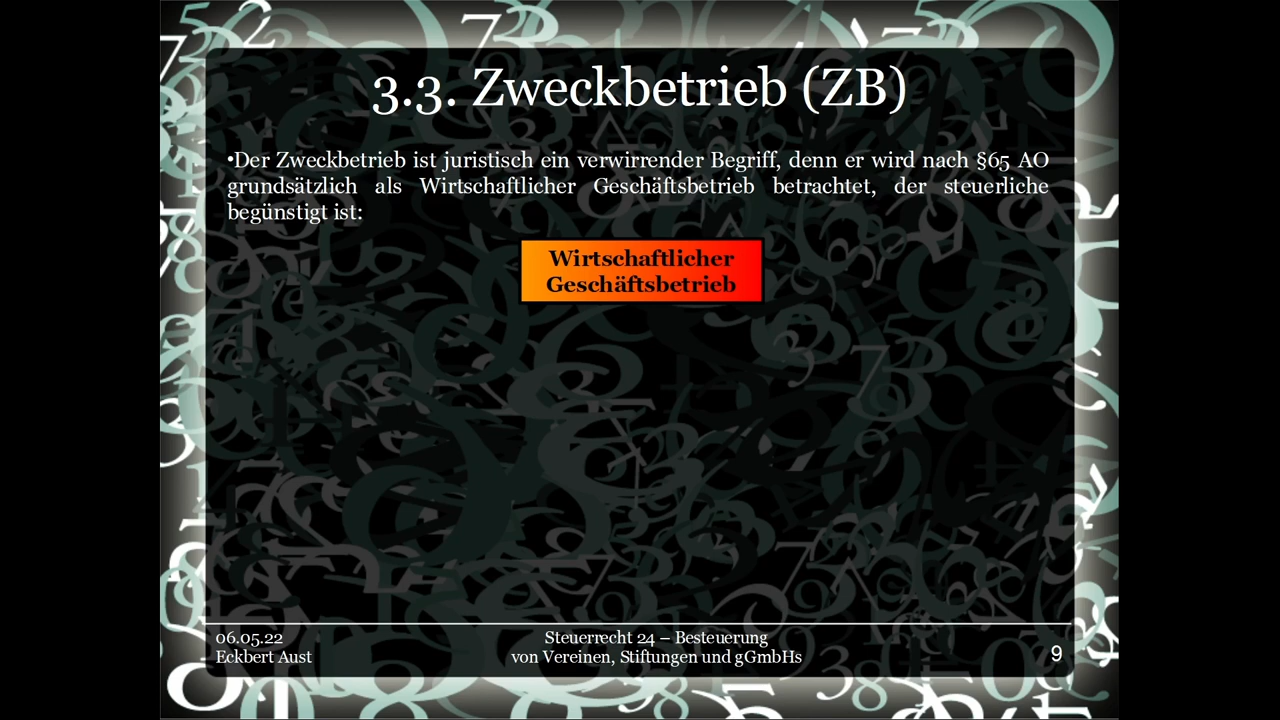 3.3. Zweckbetrieb (ZB)
•Der Zweckbetrieb ist juristisch ein verwirrender Begriff, denn er wird nach §65 AO
grundsätzlich als Wirtschaftlicher Geschäftsbetrieb betrachtet, der steuerliche
begünstigt ist:
Wirtschaftlicher
Geschäftsbetrieb
06.05.22
Eckbert Aust
Steuerrecht 24 – Besteuerung
von Vereinen, Stiftungen und gGmbHs
9